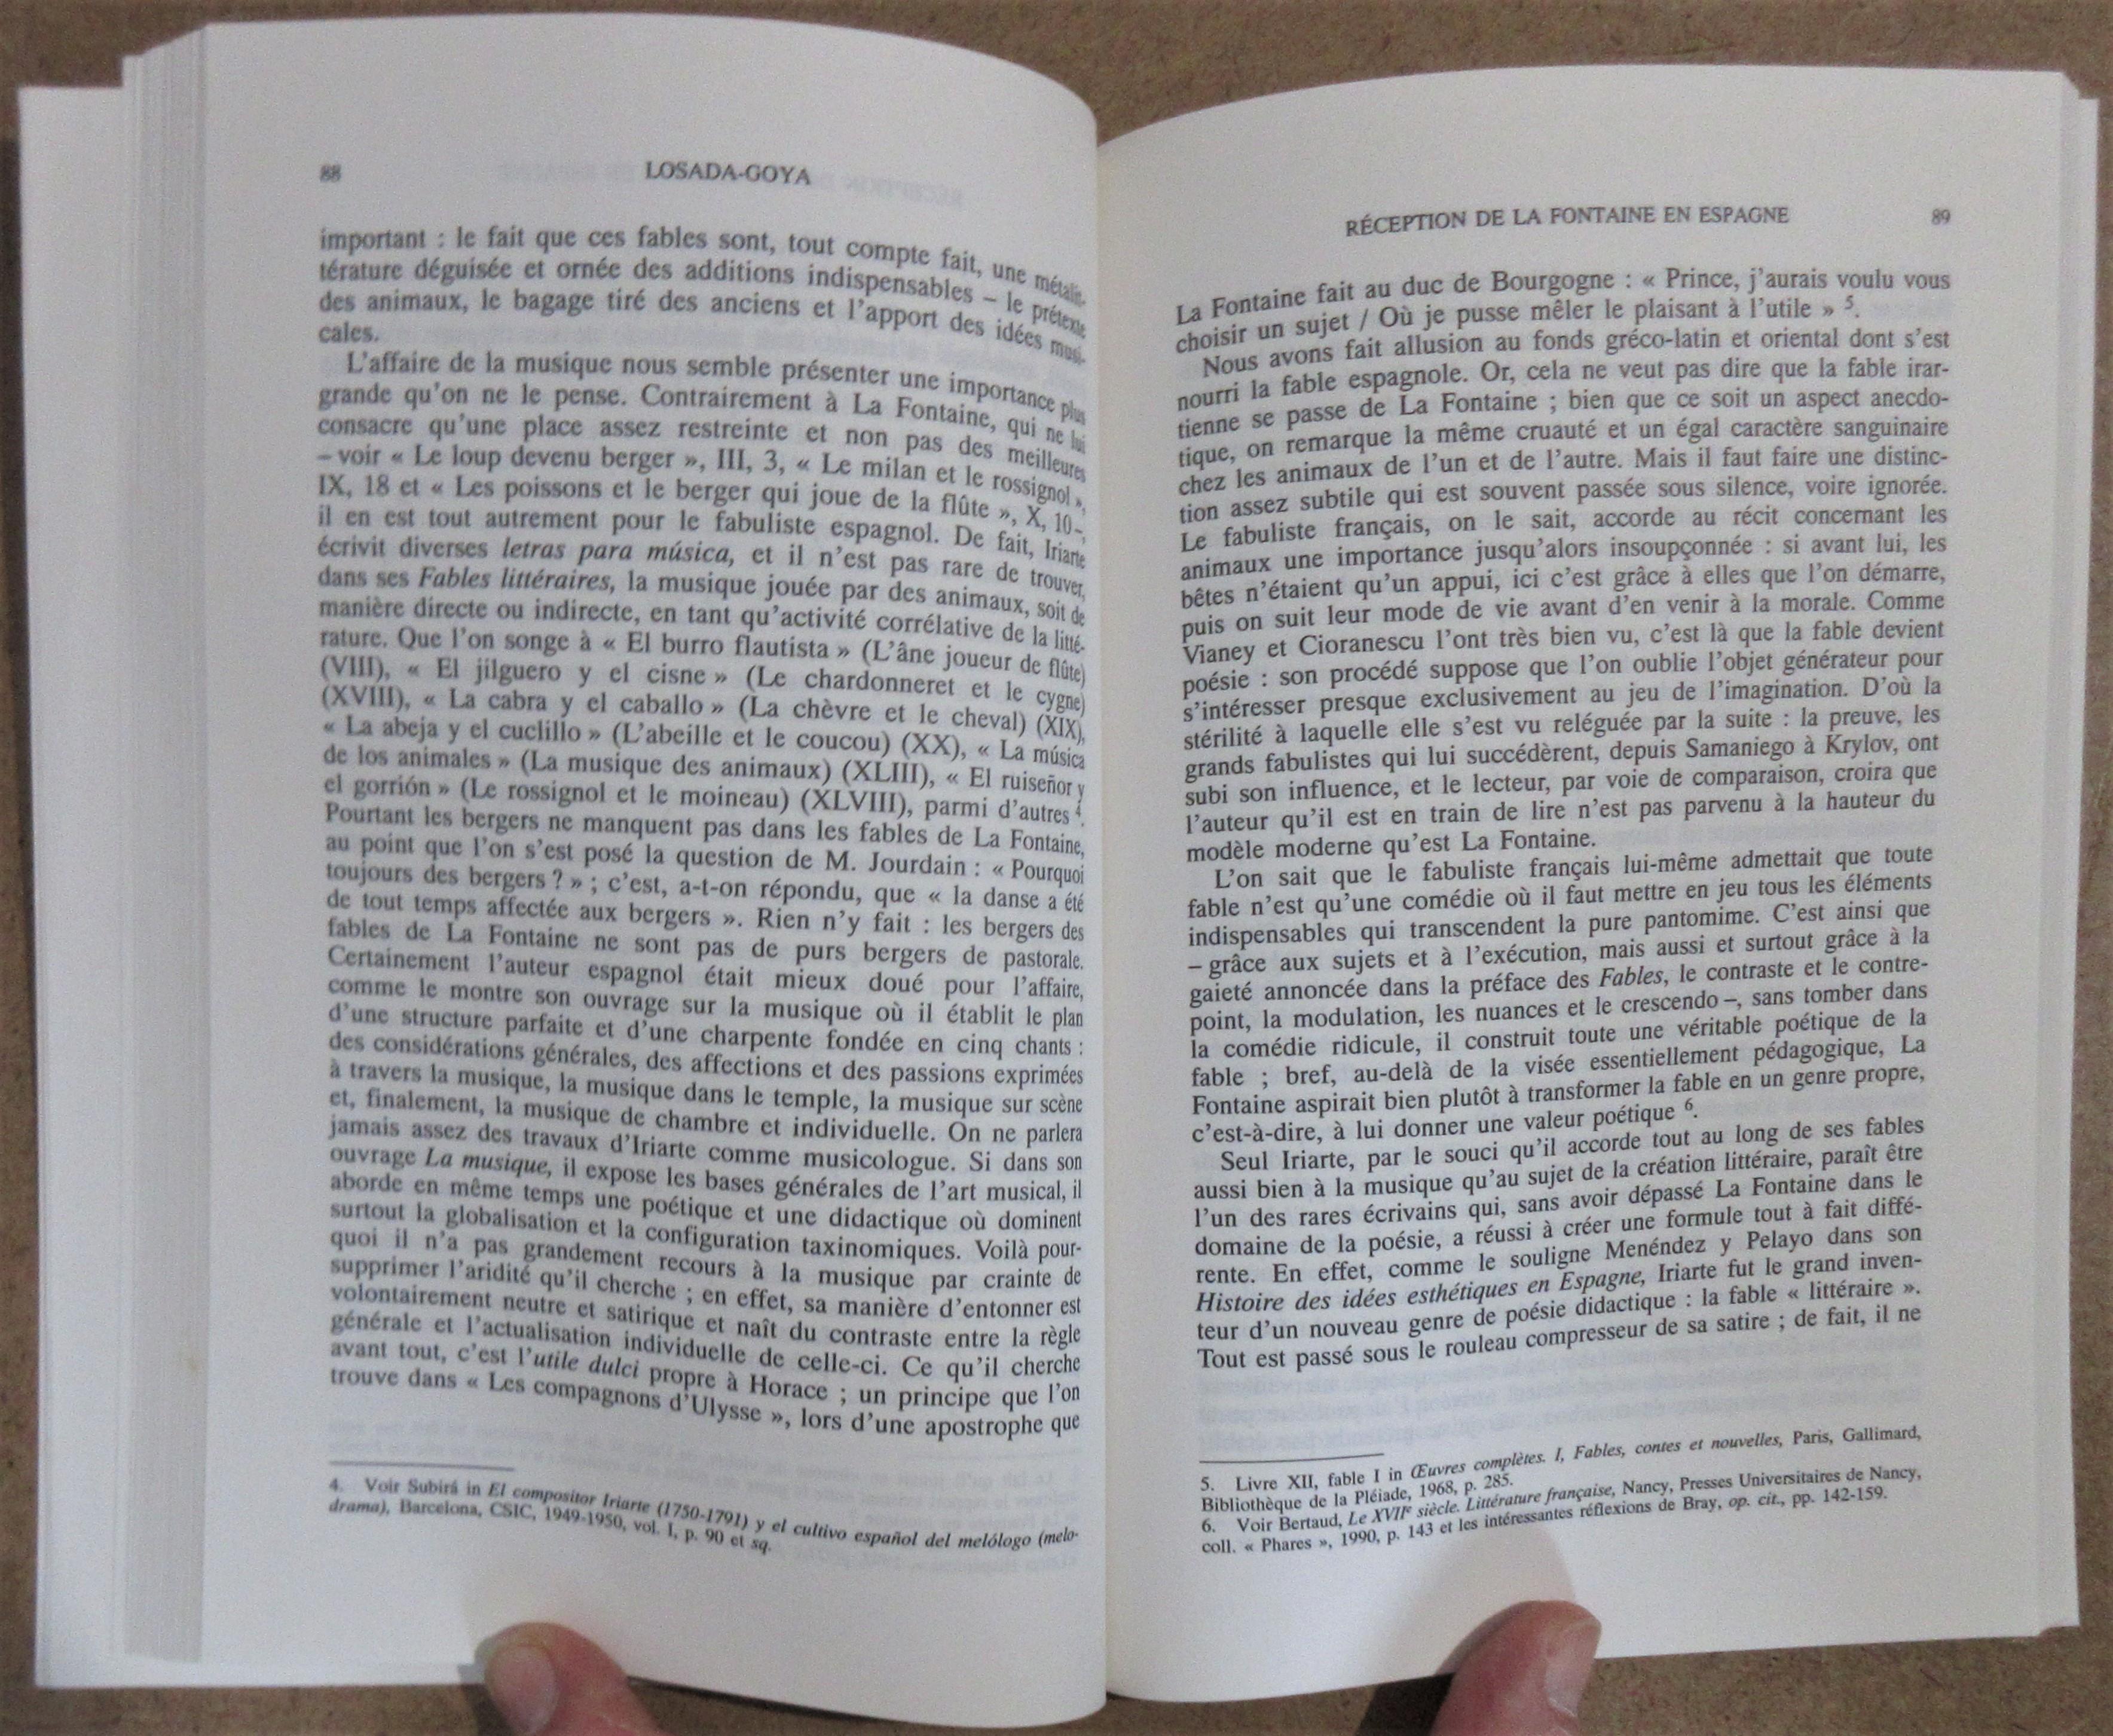 88
LOSADA-GOYA
important : le fait que ces fables sont, tout compte fait, une métalit-
térature déguisée et ornée des additions indispensables – le prétexte
des animaux, le bagage tiré des anciens et l'apport des idées musi-
cales.
L'affaire de la musique nous semble présenter une importance plus
grande qu'on ne le pense. Contrairement à La Fontaine, qui ne lui
consacre qu'une place assez restreinte et non pas des meilleures
– voir « Le loup devenu berger », III, 3, « Le milan et le rossignol »,
IX, 18 et « Les poissons et le berger qui joue de la flûte », X, 10 –,
il en est tout autrement pour le fabuliste espagnol. De fait, Iriarte
écrivit diverses letras para música, et il n'est pas rare de trouver,
dans ses Fables littéraires, la musique jouée par des animaux, soit de
manière directe ou indirecte, en tant qu'activité corrélative de la litté-
rature. Que l'on songe à « El burro flautista » (L'âne joueur de flûte)
(VIII), « El jilguero y el cisne » (Le chardonneret et le cygne)
(XVIII), « La cabra y el caballo » (La chèvre et le cheval) (XIX),
« La abeja y el cuclillo » (L'abeille et le coucou) (XX), « La música
de los animales » (La musique des animaux) (XLIII), « El ruiseñor y
el gorrión » (Le rossignol et le moineau) (XLVIII), parmi d'autres 4.
Pourtant les bergers ne manquent pas dans les fables de La Fontaine,
au point que l'on s'est posé la question de M. Jourdain : « Pourquoi
toujours des bergers ? » ; c'est, a-t-on répondu, que « la danse a été
de tout temps affectée aux bergers ». Rien n'y fait : les bergers des
fables de La Fontaine ne sont pas de purs bergers de pastorale.
Certainement l'auteur espagnol était mieux doué pour l'affaire,
comme le montre son ouvrage sur la musique où il établit le plan
d'une structure parfaite et d'une charpente fondée en cinq chants :
des considérations générales, des affections et des passions exprimées
à travers la musique, la musique dans le temple, la musique sur scène
et, finalement, la musique de chambre et individuelle. On ne parlera
jamais assez des travaux d'Iriarte comme musicologue. Si dans son
ouvrage La musique, il expose les bases générales de l'art musical, il
aborde en même temps une poétique et une didactique où dominent
surtout la globalisation et la configuration taxinomiques. Voilà pour-
quoi il n'a pas grandement recours à la musique par crainte de
supprimer l'aridité qu'il cherche ; en effet, sa manière d'entonner est
volontairement neutre et satirique et naît du contraste entre la règle
générale et l'actualisation individuelle de celle-ci. Ce qu'il cherche
avant tout, c'est l'utile dulci propre à Horace ; un principe que l'on
trouve dans « Les compagnons d'Ulysse », lors d'une apostrophe que
4. Voir Subirá in El compositor Iriarte (1750-1791) y el cultivo español del melólogo (melo-
drama), Barcelona, CSIC, 1949-1950, vol. I, p. 90 et sq.
RÉCEPTION DE LA FONTAINE EN ESPAGNE
89
La Fontaine fait au duc de Bourgogne : « Prince, j'aurais voulu vous
choisir un sujet / Où je pusse mêler le plaisant à l'utile » 5.
Nous avons fait allusion au fonds gréco-latin et oriental dont s'est
nourri la fable espagnole. Or, cela ne veut pas dire que la fable irar-
tienne se passe de La Fontaine ; bien que ce soit un aspect anecdo-
tique, on remarque la même cruauté et un égal caractère sanguinaire
chez les animaux de l'un et de l'autre. Mais il faut faire une distinc-
tion assez subtile qui est souvent passée sous silence, voire ignorée.
Le fabuliste français, on le sait, accorde au récit concernant les
animaux une importance jusqu'alors insoupçonnée : si avant lui, les
bêtes n'étaient qu'un appui, ici c'est grâce à elles que l'on démarre,
puis on suit leur mode de vie avant d'en venir à la morale. Comme
Vianey et Cioranescu l'ont très bien vu, c'est là que la fable devient
poésie : son procédé suppose que l'on oublie l'objet générateur pour
s'intéresser presque exclusivement au jeu de l'imagination. D'où la
stérilité à laquelle elle s'est vu reléguée par la suite : la preuve, les
grands fabulistes qui lui succédèrent, depuis Samaniego à Krylov, ont
subi son influence, et le lecteur, par voie de comparaison, croira que
l'auteur qu'il est en train de lire n'est pas parvenu à la hauteur du
modèle moderne qu'est La Fontaine.
L'on sait que le fabuliste français lui-même admettait que toute
fable n'est qu'une comédie où il faut mettre en jeu tous les éléments
indispensables qui transcendent la pure pantomime. C'est ainsi que
– grâce aux sujets et à l'exécution, mais aussi et surtout grâce à la
gaieté annoncée dans la préface des Fables, le contraste et le contre-
point, la modulation, les nuances et le crescendo –, sans tomber dans
la comédie ridicule, il construit toute une véritable poétique de la
fable ; bref, au-delà de la visée essentiellement pédagogique, La
Fontaine aspirait bien plutôt à transformer la fable en un genre propre,
c'est-à-dire, à lui donner une valeur poétique 6.
Seul Iriarte, par le souci qu'il accorde tout au long de ses fables
aussi bien à la musique qu'au sujet de la création littéraire, paraît être
l'un des rares écrivains qui, sans avoir dépassé La Fontaine dans le
domaine de la poésie, a réussi à créer une formule tout à fait diffé-
rente. En effet, comme le souligne Menéndez y Pelayo dans son
Histoire des idées esthétiques en Espagne, Iriarte fut le grand inven-
teur d'un nouveau genre de poésie didactique : la fable « littéraire ».
Tout est passé sous le rouleau compresseur de sa satire ; de fait, il ne
5. Livre XII, fable I in Œuvres complètes. I, Fables, contes et nouvelles, Paris, Gallimard,
Bibliothèque de la Pléiade, 1968, p. 285.
6. Voir Bertaud, Le XVIIe siècle. Littérature française, Nancy, Presses Universitaires de Nancy,
coll. « Phares », 1990, p. 143 et les intéressantes réflexions de Bray, op. cit., pp. 142-159.